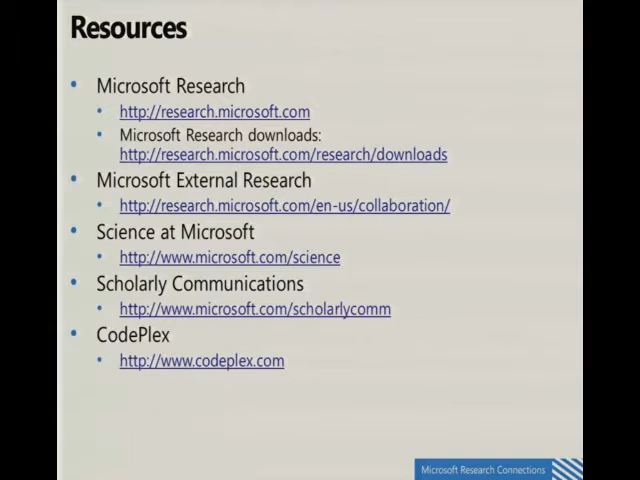 Resources
• Microsoft Research
• http://research.microsoft.com
• Microsoft Research downloads:
http://research.microsoft.com/research/downloads
• Microsoft External Research
• http://research.microsoft.com/en-us/collaboration/
• Science at Microsoft
• http://www.microsoft.com/science
• Scholarly Communications
• http://www.microsoft.com/scholarlycomm
• CodePlex
• http://www.codeplex.com
Microsoft Research Connections